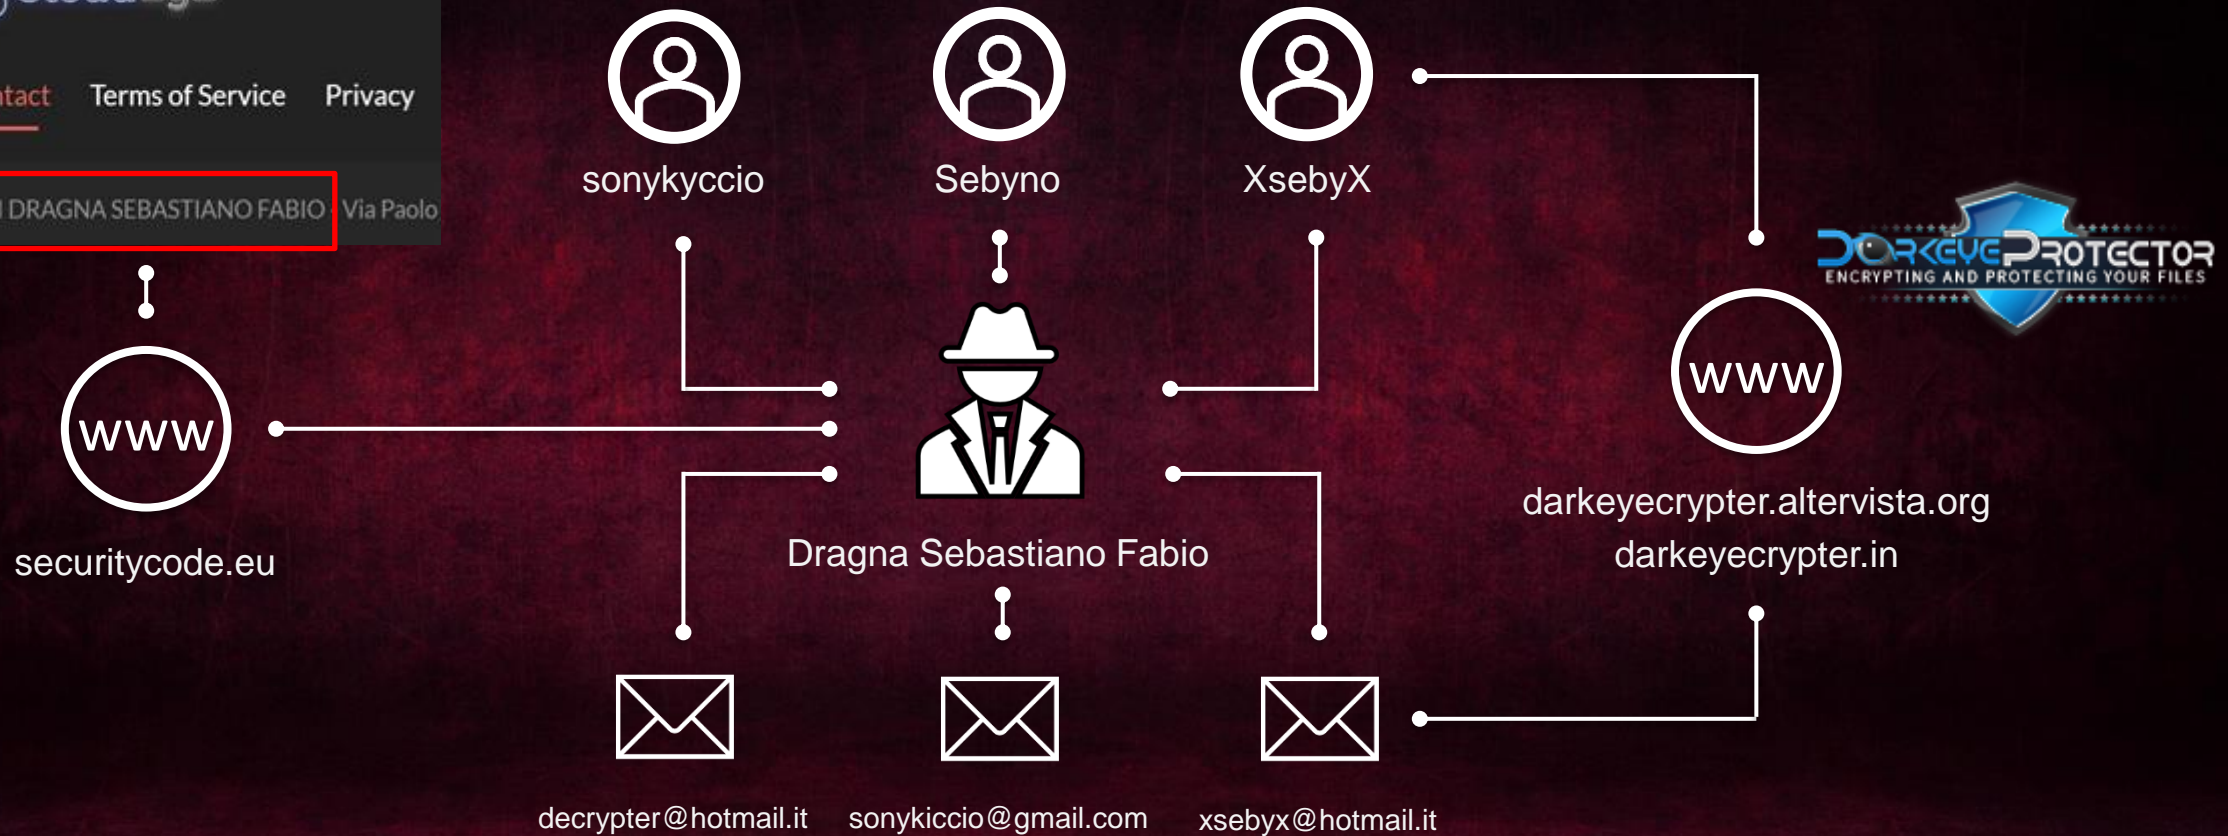 Terms of Service Privacy
DRAGNA SEBASTIANO FABIO - Via Paolo
sonykyccio
Sebyno
XsebyX
DARKEYEPROTECTOR
ENCRYPTING AND PROTECTING YOUR FILES
www
www
securitycode.eu
Dragna Sebastiano Fabio
darkeyecrypter.altervista.org
darkeyecrypter.in
decrypter@hotmail.it
sonykiccio@gmail.com
xsebyx@hotmail.it